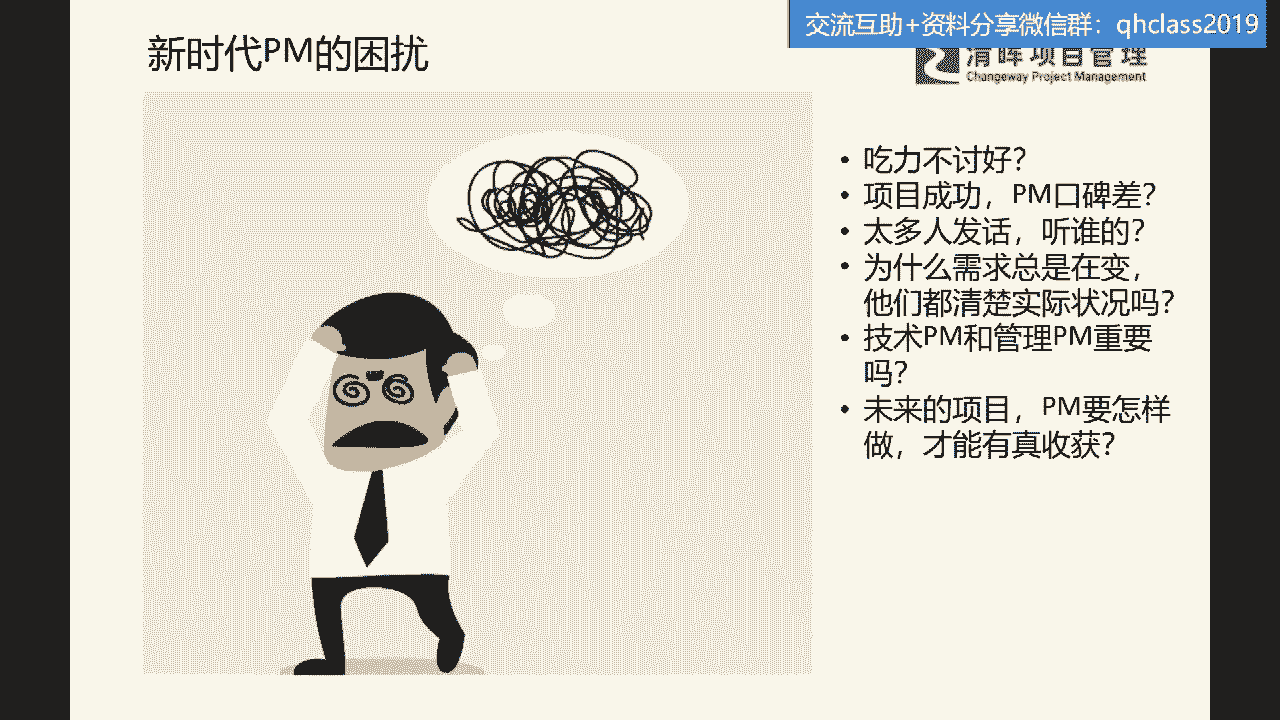 交流互助+资料分享微信群：qhclass2019
新时代PM的困扰
清晖项目管理
Changeway Project Management
• 吃力不讨好？
• 项目成功，PM口碑差？
• 太多人发话，听谁的？
• 为什么需求总是在变，
他们都清楚实际状况吗？
• 技术PM和管理PM重要
吗？
• 未来的项目，PM要怎样
做，才能有真收获？